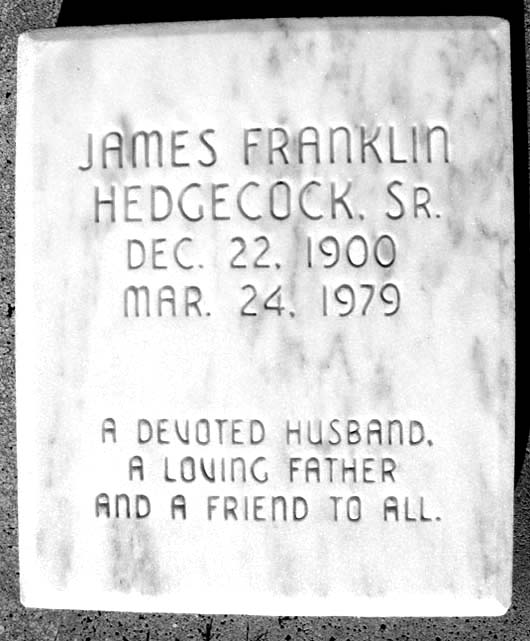 JAMES FRANKLIN
HEDGECOCK, SR.
DEC. 22, 1900
MAR. 24, 1979
A DEVOTED HUSBAND,
A LOVING FATHER
AND A FRIEND TO ALL.